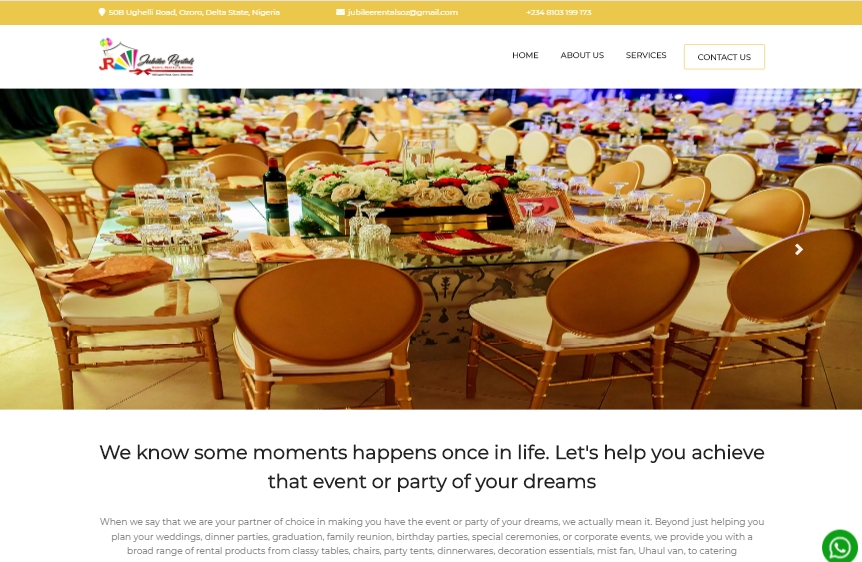 50B Ughelli Road, Ozoro, Delta State, Nigeria
jubileerentalsoz@gmail.com
+234 8103 199 173
JR Jubilee Rentals
HOME
ABOUT US
SERVICES
CONTACT US
We know some moments happens once in life. Let's help you achieve
that event or party of your dreams
When we say that we are your partner of choice in making you have the event or party of your dreams, we actually mean it. Beyond just helping you
plan your weddings, dinner parties, graduation, family reunion, birthday parties, special ceremonies, or corporate events, we provide you with a
broad range of rental products from classy tables, chairs, party tents, dinnerwares, decoration essentials, mist fan, Uhaul van, to catering